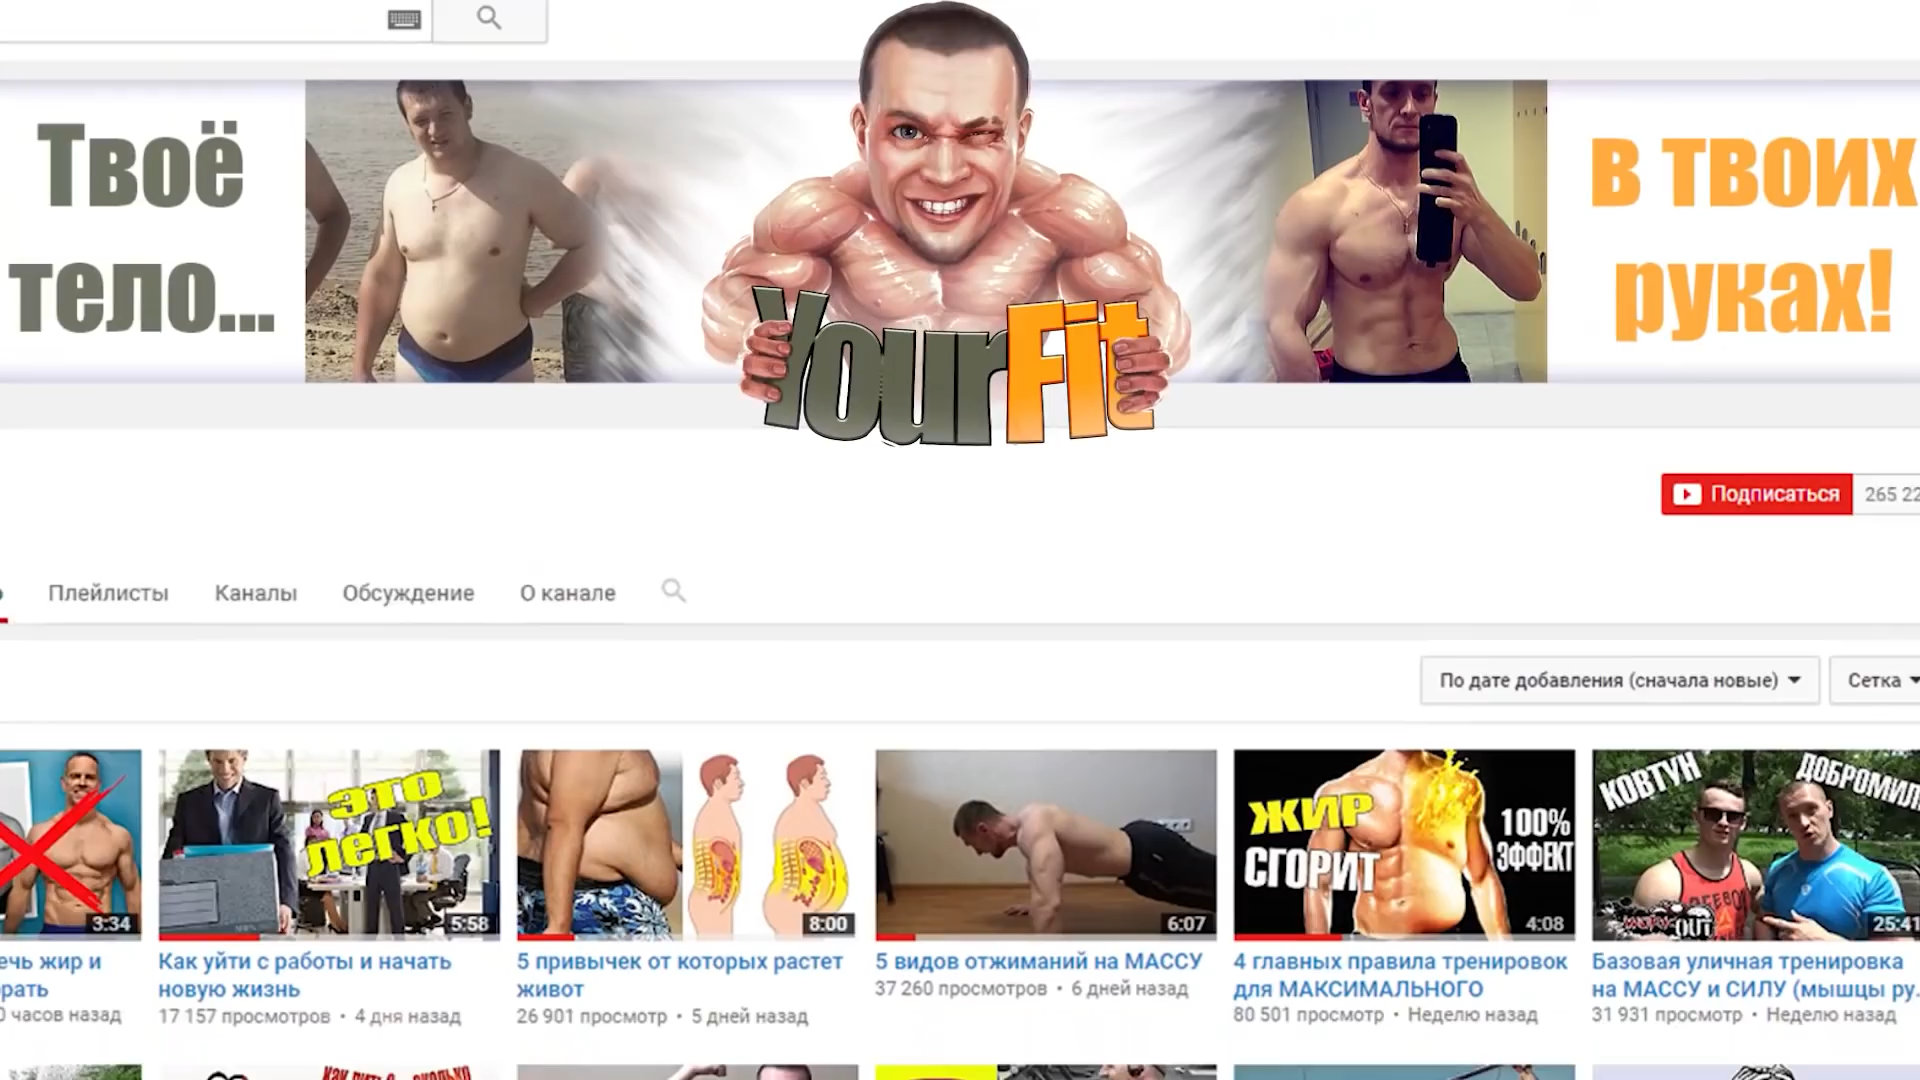 Твоё
тело...
YourFit
в твоих
руках!
Подписаться
265 22
Плейлисты
Каналы
Обсуждение
О канале
По дате добавления (сначала новые)
Сетка
3:34
ЭТО
ЛЕГКО!
5:58
8:00
6:07
ЖИР
СГОРИТ
100%
ЭФФЕКТ
4:08
КОВТУН
ДОБРОМИЛ
WORK
OUT
25:41
ечь жир и
рать
0 часов назад
Как уйти с работы и начать
новую жизнь
17 157 просмотров • 4 дня назад
5 привычек от которых растет
живот
26 901 просмотр • 5 дней назад
5 видов отжиманий на МАССУ
37 260 просмотров • 6 дней назад
4 главных правила тренировок
для МАКСИМАЛЬНОГО
80 501 просмотр • Неделю назад
Базовая уличная тренировка
на МАССУ и СИЛУ (мышцы ру...
31 931 просмотр • Неделю назад